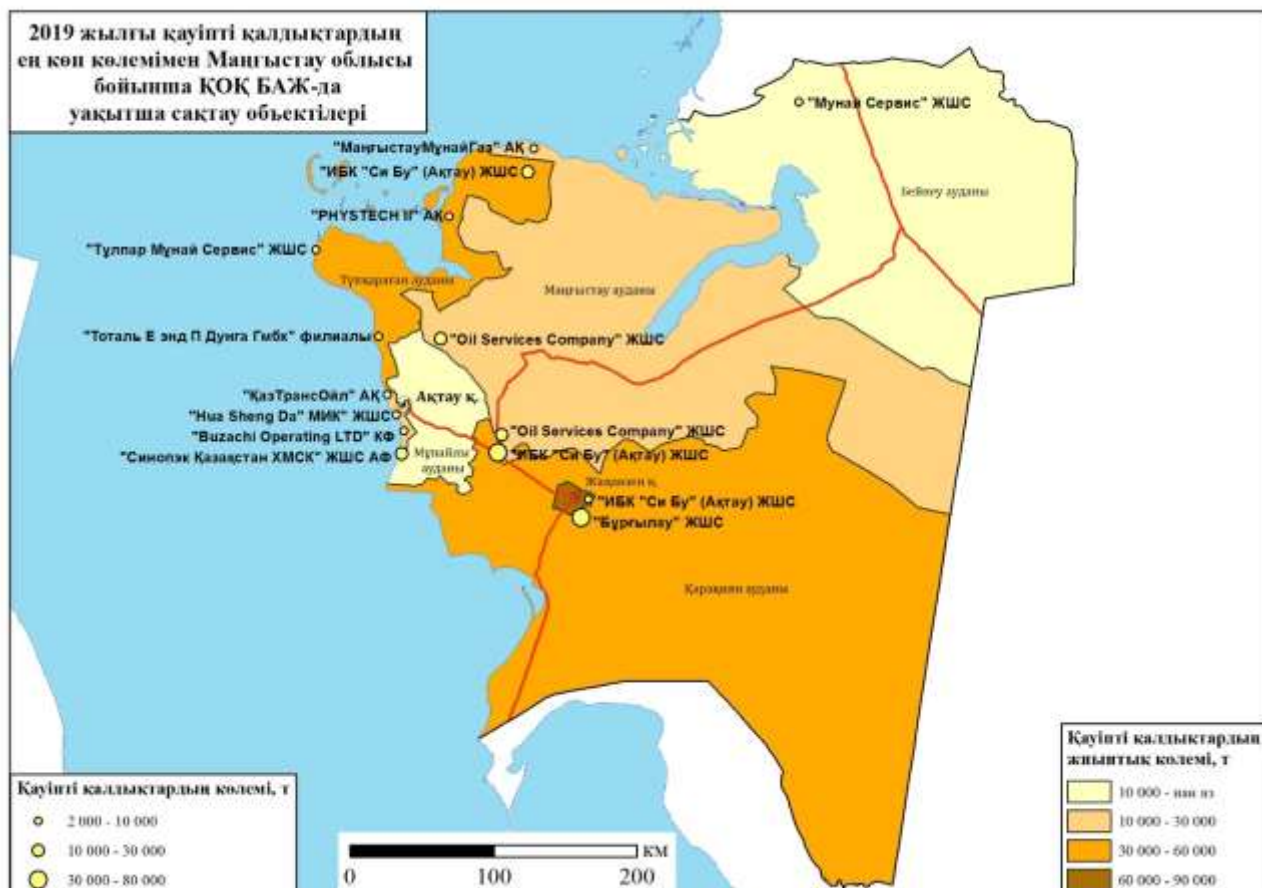 2019 жылғы қауіпті қалдықтардың
ең көп көлемімен Маңғыстау облысы
бойынша ҚОҚ БАЖ-да
уақытша сақтау объектілері
"Мунай Сервис" ЖШС
"МаңғыстауМұнайГаз" АҚ
"ИБК "Си Бу" (Ақтау) ЖШС
Бейнеу ауданы
"PHYSTECH II" АҚ
"Тұлпар Мұнай Сервис" ЖШС
Түпқараған ауданы
Маңғыстау ауданы
"Тоталь Е энд П Дунга Гмбк" филиалы
"Oil Services Company" ЖШС
"ҚазТрансОйл" АҚ
Ақтау қ.
"Hua Sheng Da" МИК" ЖШС
"Buzachi Operating LTD" КФ
"Oil Services Company" ЖШС
"Синопэк Қазақстан ХМСК" ЖШС АФ
Мұнайлы
ауданы
"ИБК "Си Бу" (Ақтау) ЖШС
Жаңаөзен қ.
"ИБК "Си Бу" (Ақтау) ЖШС
"Бұрғылау" ЖШС
Қарақиян ауданы
Қауіпті қалдықтардың көлемі, т
2 000 - 10 000
10 000 - 30 000
30 000 - 80 000
КМ
0 100 200
Қауіпті қалдықтардың
жиынтық көлемі, т
10 000 - нан аз
10 000 - 30 000
30 000 - 60 000
60 000 - 90 000